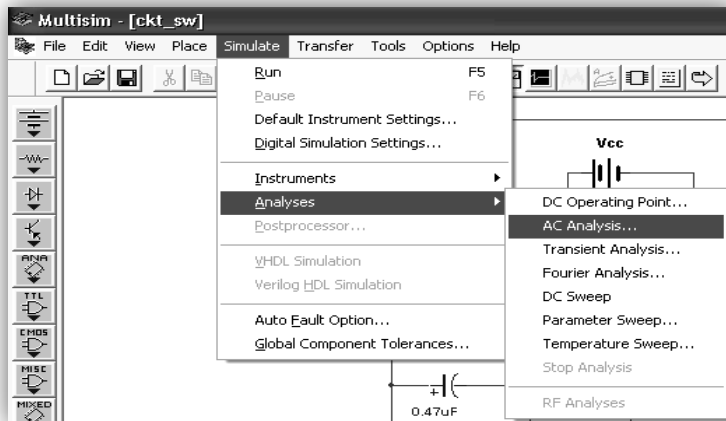 Multisim - [ckt_sw]
File Edit View Place Simulate Transfer Tools Options Help
Run F5
Pause F6
Default Instrument Settings...
Digital Simulation Settings...
Instruments
Analyses
Postprocessor...
VHDL Simulation
Verilog HDL Simulation
Auto Fault Option...
Global Component Tolerances...
DC Operating Point...
AC Analysis...
Transient Analysis...
Fourier Analysis...
DC Sweep
Parameter Sweep...
Temperature Sweep...
Stop Analysis
RF Analyses
Vcc
+
0.47uF
ANA
TTL
CMOS
MISC
MIXED